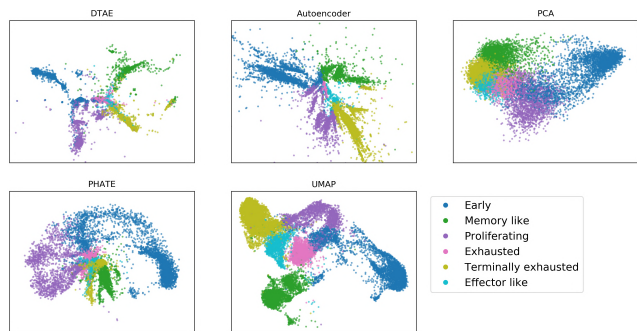 DTAE
Autoencoder
PCA
PHATE
UMAP
Early
Memory like
Proliferating
Exhausted
Terminally exhausted
Effector like